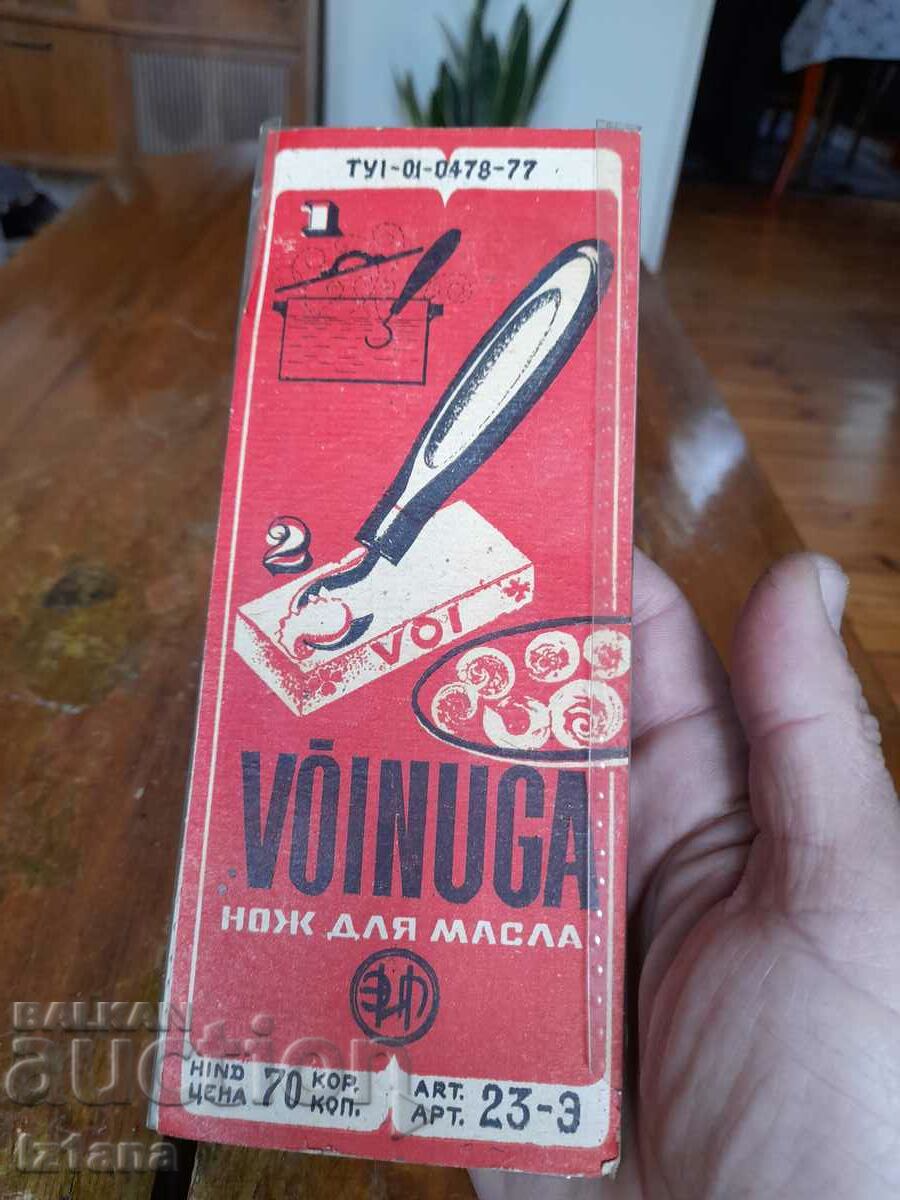 ТУ1-01-0478-77
1
2
VÕI
VÕINUGA
НОЖ ДЛЯ МАСЛА
HIND 70 KOP.
ЦЕНА КОП.
ART. 23-Э
АРТ.
BALKAN
auction
iz1ana